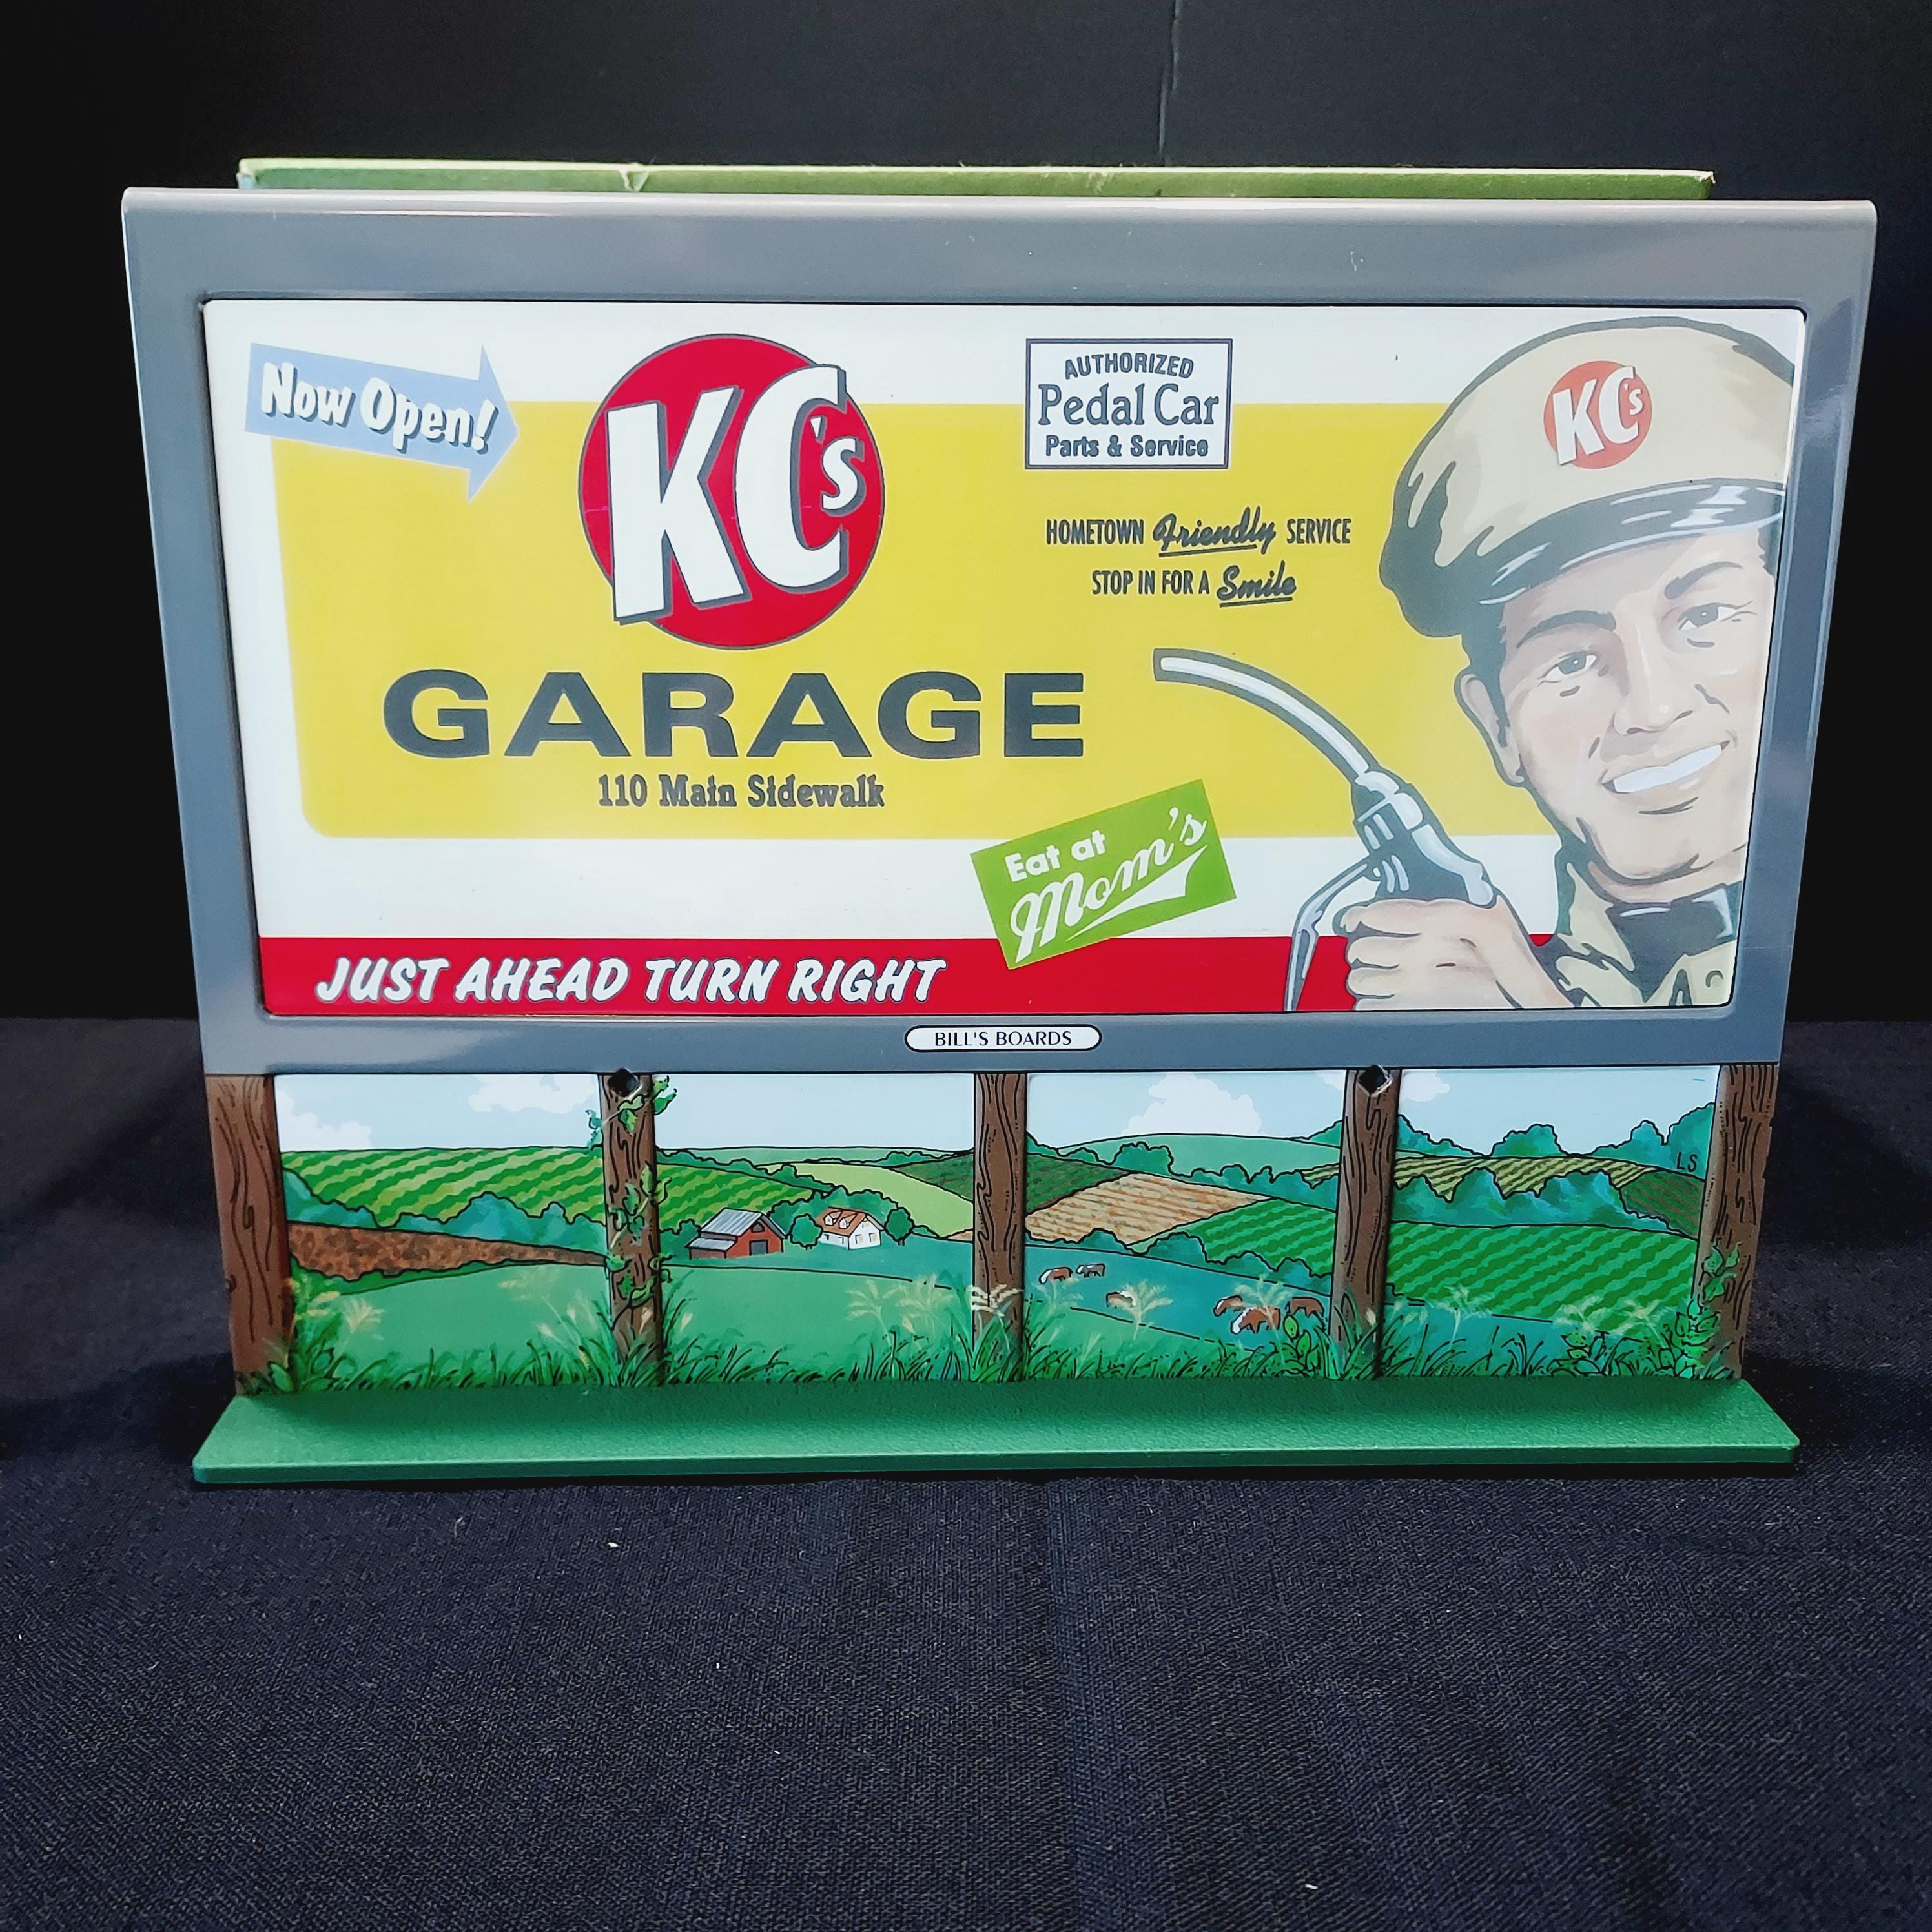 Now Open!
KC's
GARAGE
110 Main Sidewalk
AUTHORIZED
Pedal Car
Parts & Service
HOMETOWN Friendly SERVICE
STOP IN FOR A Smile
KC's
Eat at
Mom's
JUST AHEAD TURN RIGHT
BILL'S BOARDS
LS